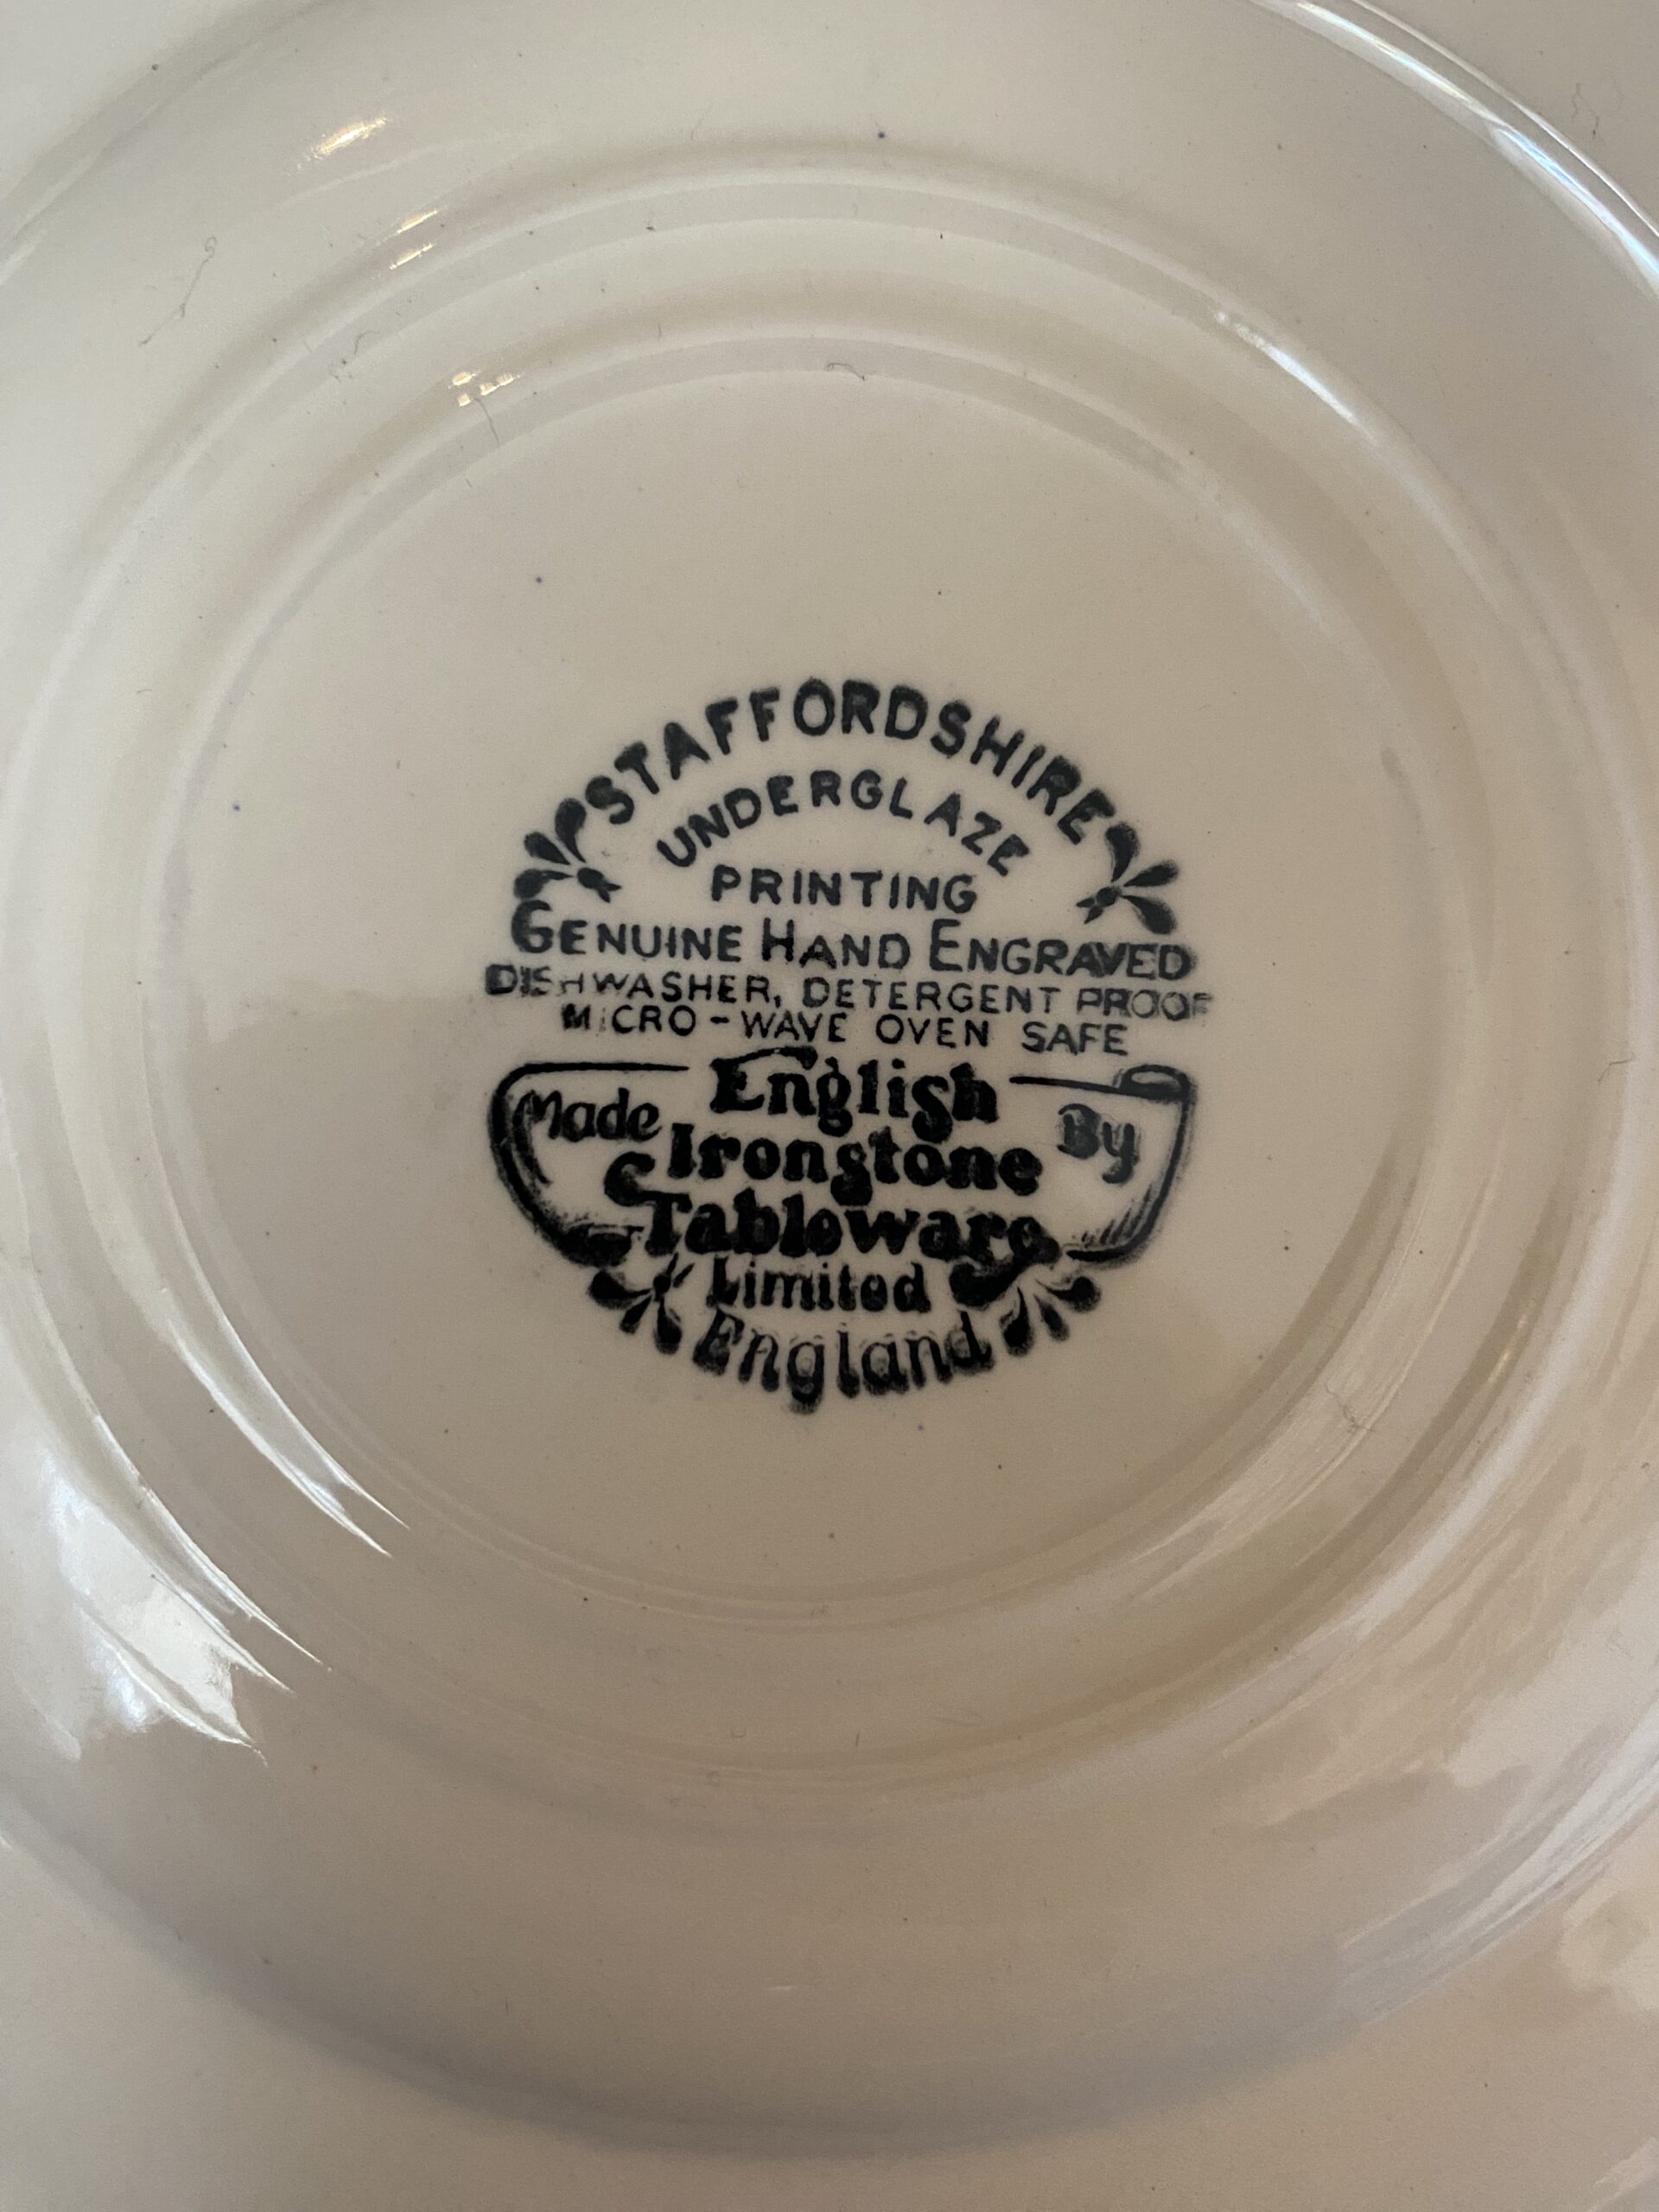 STAFFORDSHIRE
UNDERGLAZE
PRINTING
GENUINE HAND ENGRAVED
DISHWASHER, DETERGENT PROOF
MICRO-WAVE OVEN SAFE
Made English By
Ironstone
Tableware
Limited
England